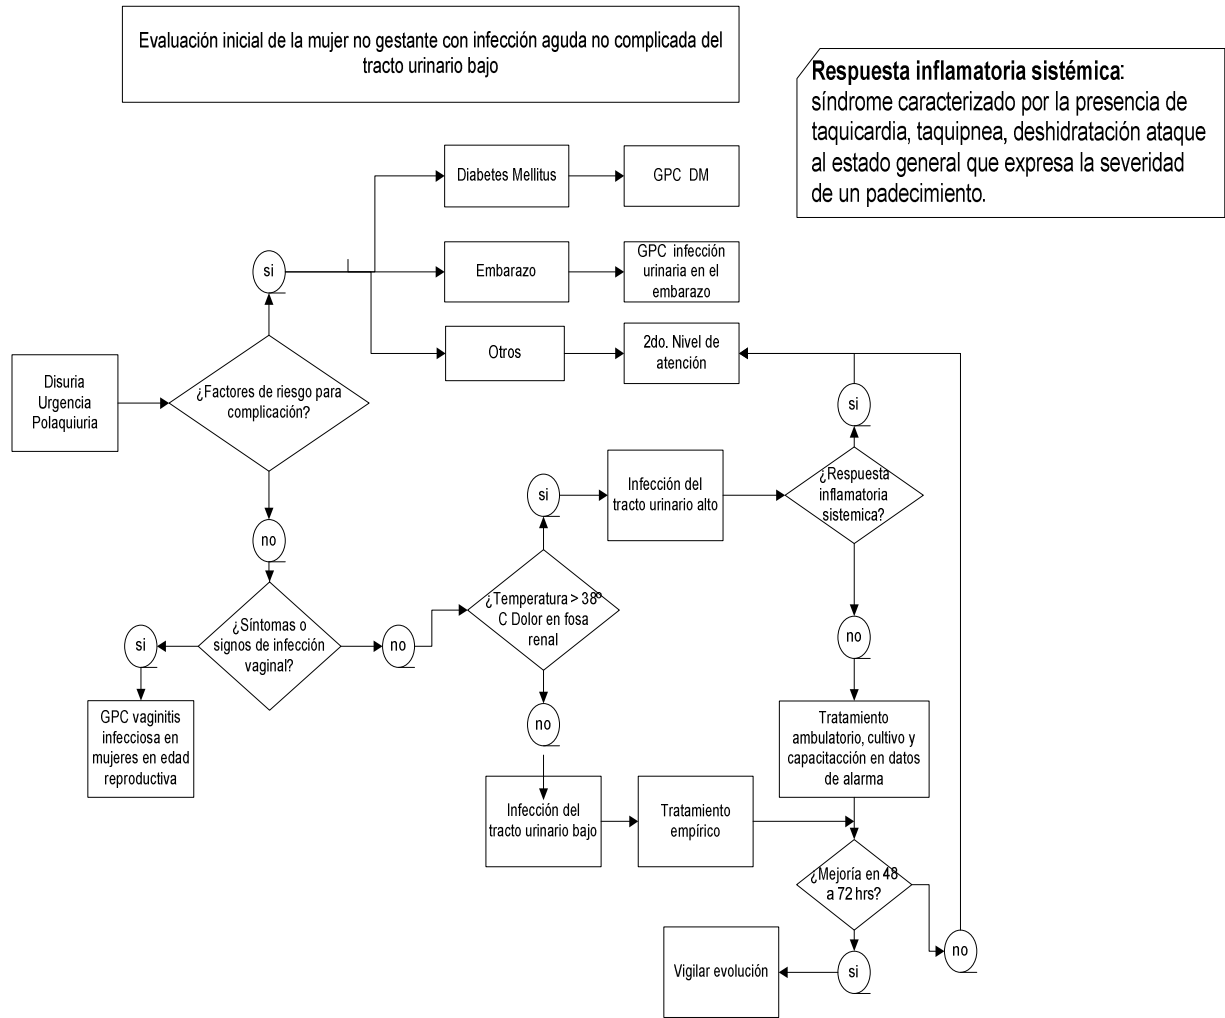 Evaluación inicial de la mujer no gestante con infección aguda no complicada del
tracto urinario bajo
Respuesta inflamatoria sistémica:
síndrome caracterizado por la presencia de
taquicardia, taquipnea, deshidratación ataque
al estado general que expresa la severidad
de un padecimiento.
Diabetes Mellitus
GPC DM
si
Embarazo
GPC infección
urinaria en el
embarazo
Otros
2do. Nivel de
atención
Disuria
Urgencia
Polaquiuria
¿Factores de riesgo para
complicación?
si
¿Respuesta
inflamatoria
sistemica?
si
Infección del
tracto urinario alto
no
¿Temperatura > 38º
C Dolor en fosa
renal
¿Síntomas o
signos de infección
vaginal?
si
no
no
GPC vaginitis
infecciosa en
mujeres en edad
reproductiva
no
Tratamiento
ambulatorio, cultivo y
capacitacción en datos
de alarma
Infección del
tracto urinario bajo
Tratamiento
empírico
¿Mejoría en 48
a 72 hrs?
no
Vigilar evolución
si